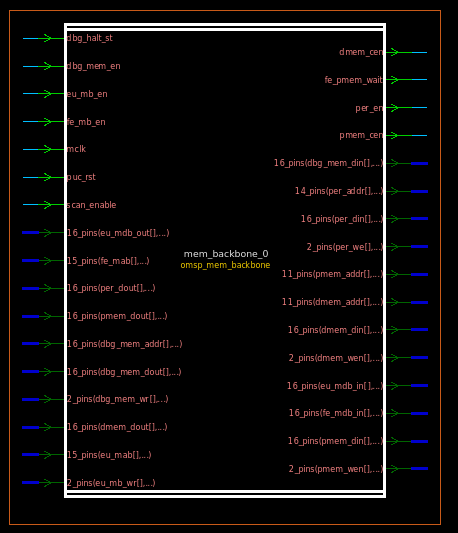 dbg_halt_st
dmem_cen
dbg_mem_en
fe_pmem_wait
eu_mb_en
per_en
fe_mb_en
pmem_cen
mclk
16_pins(dbg_mem_din[],...)
puc_rst
14_pins(per_addr[],...)
scan_enable
16_pins(per_din[],...)
16_pins(eu_mdb_out[],...)
2_pins(per_we[],...)
mem_backbone_0
omsp_mem_backbone
15_pins(fe_mab[],...)
11_pins(pmem_addr[],...)
16_pins(per_dout[],...)
11_pins(dmem_addr[],...)
16_pins(pmem_dout[],...)
16_pins(dmem_din[],...)
16_pins(dbg_mem_addr[],...)
2_pins(dmem_wen[],...)
16_pins(dbg_mem_dout[],...)
16_pins(eu_mdb_in[],...)
2_pins(dbg_mem_wr[],...)
16_pins(fe_mdb_in[],...)
16_pins(dmem_dout[],...)
16_pins(pmem_din[],...)
15_pins(eu_mab[],...)
2_pins(pmem_wen[],...)
2_pins(eu_mb_wr[],...)